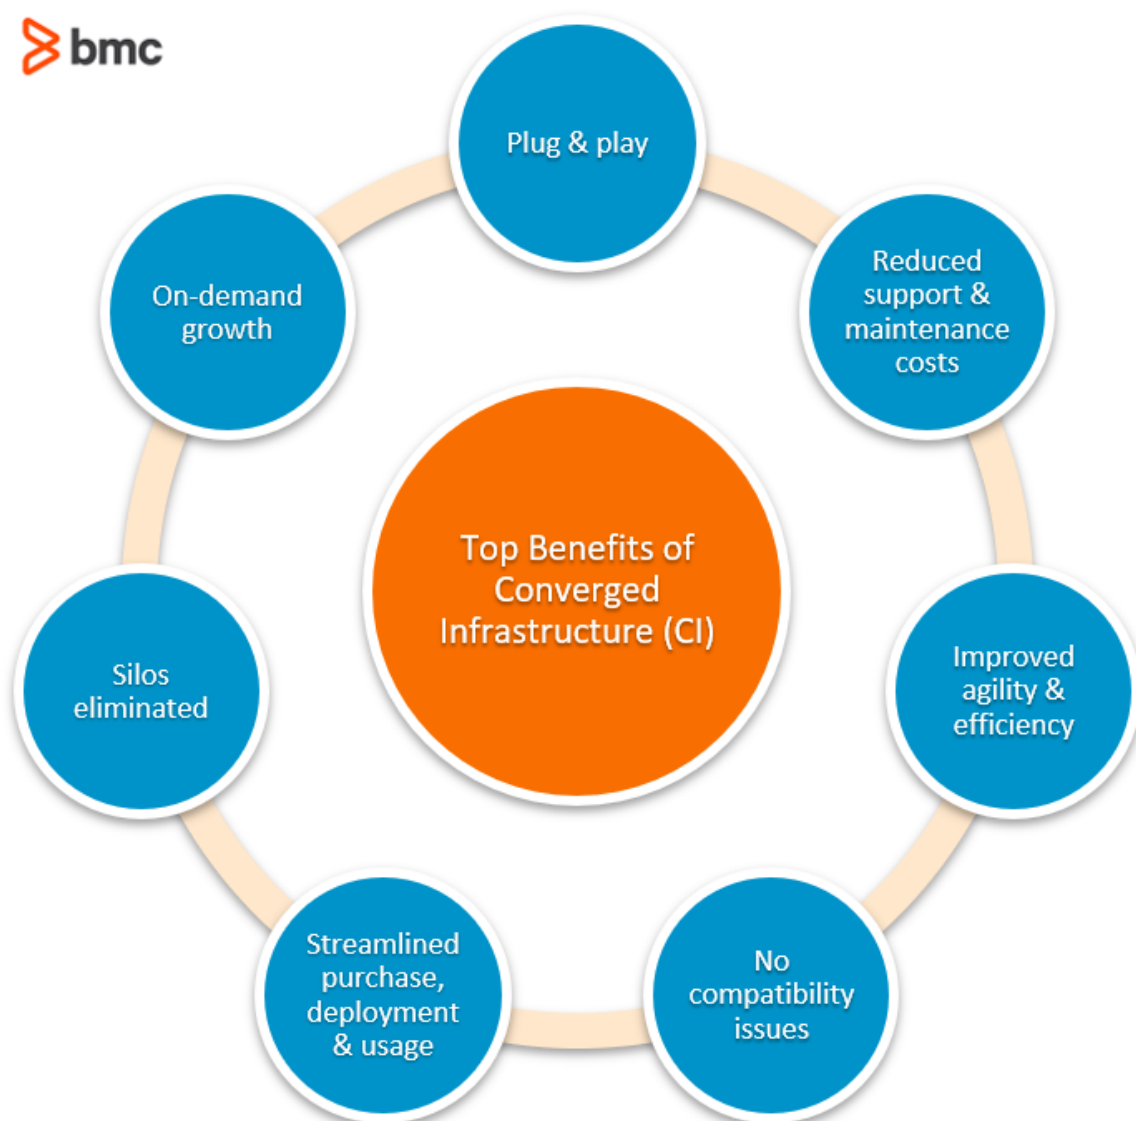 bmc
Plug & play
Reduced
support &
maintenance
costs
Improved
agility &
efficiency
No
compatibility
issues
Streamlined
purchase,
deployment
& usage
Silos
eliminated
On-demand
growth
Top Benefits of
Converged
Infrastructure (CI)